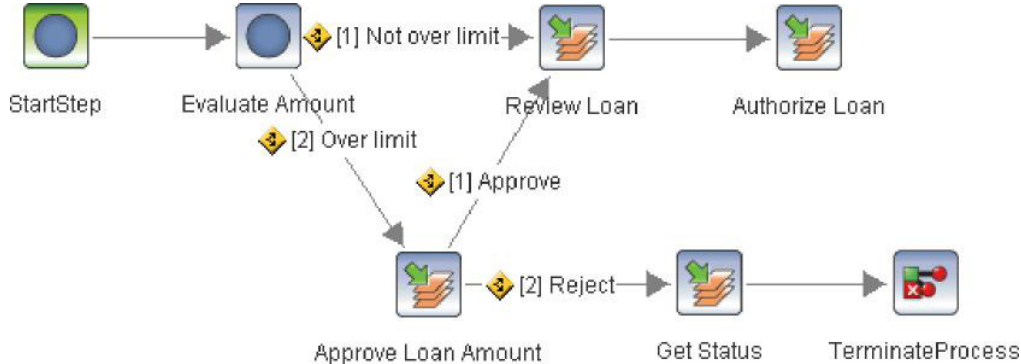 [1] Not over limit
StartStep
Evaluate Amount
Review Loan
Authorize Loan
[2] Over limit
[1] Approve
[2] Reject
Approve Loan Amount
Get Status
TerminateProcess